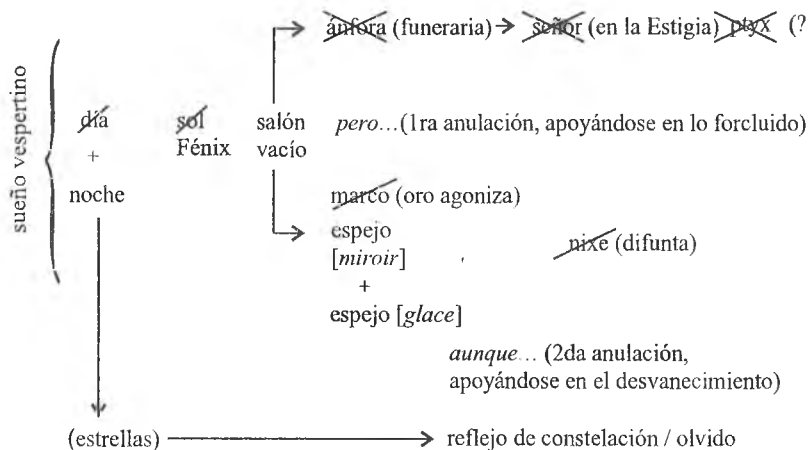 ánfora (funeraria) → señor (en la Estigia) ptyx (?
sueño vespertino
día sol salón pero...(1ra anulación, apoyándose en lo forcluido)
+ Fénix vacío
noche
marco (oro agoniza)
espejo nixe (difunta)
[miroir]
+
espejo [glace]
aunque... (2da anulación,
apoyándose en el desvanecimiento)
(estrellas) → reflejo de constelación / olvido